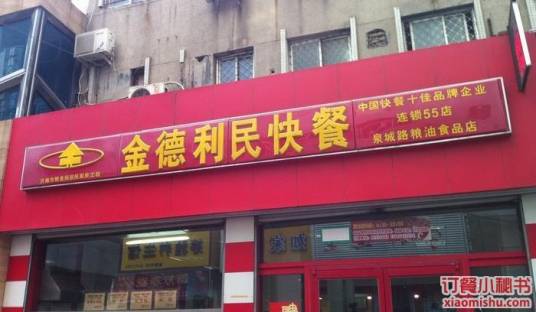 金德利民快餐
中国快餐十佳品牌企业
连锁55店
泉城路粮油食品店
订餐小秘书
xiaomishu.com